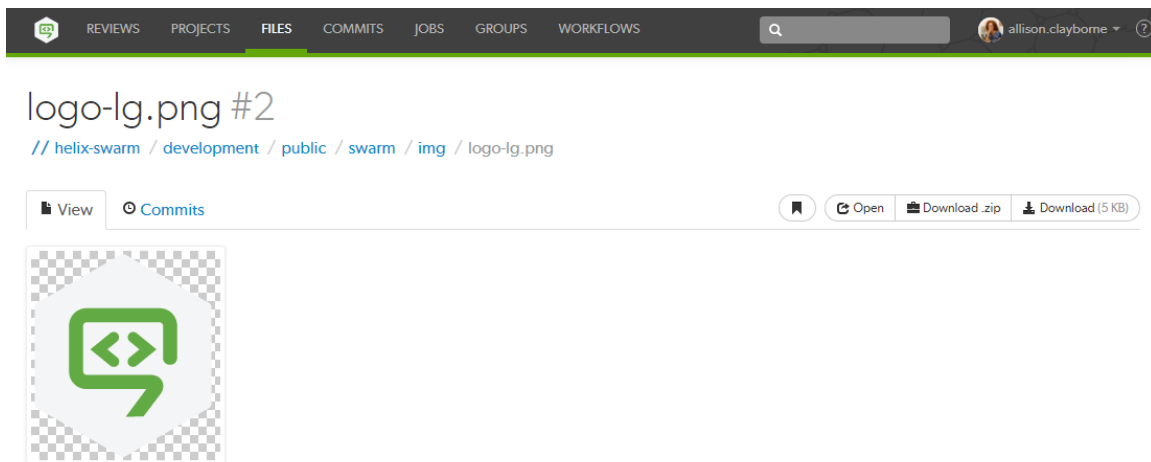 REVIEWS PROJECTS FILES COMMITS JOBS GROUPS WORKFLOWS allison.clayborne ?
logo-lg.png #2
// helix-swarm / development / public / swarm / img / logo-lg.png
View Commits Open Download .zip Download (5 KB)
<>